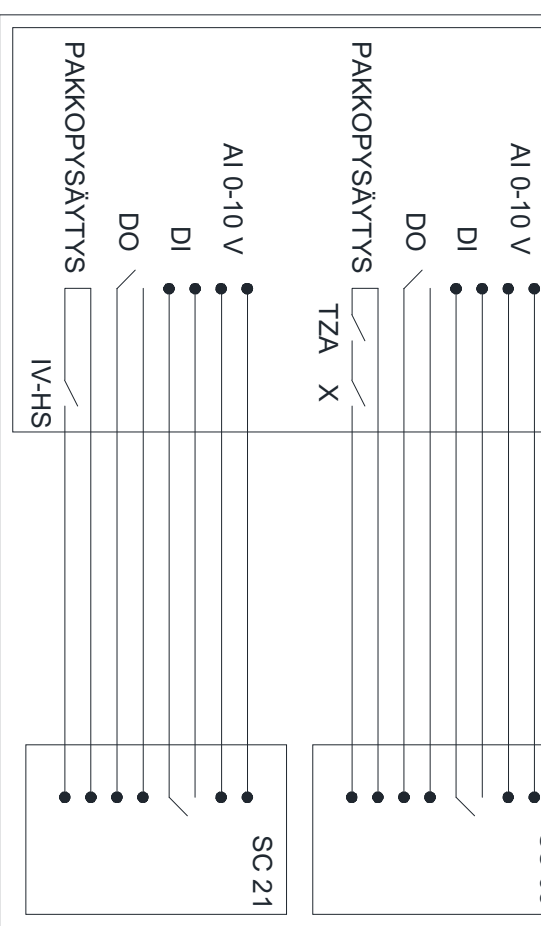 AI 0-10 V
DI
DO
PAKKOPYSÄYTYS
TZA X
SC 21
AI 0-10 V
DI
DO
PAKKOPYSÄYTYS
IV-HS